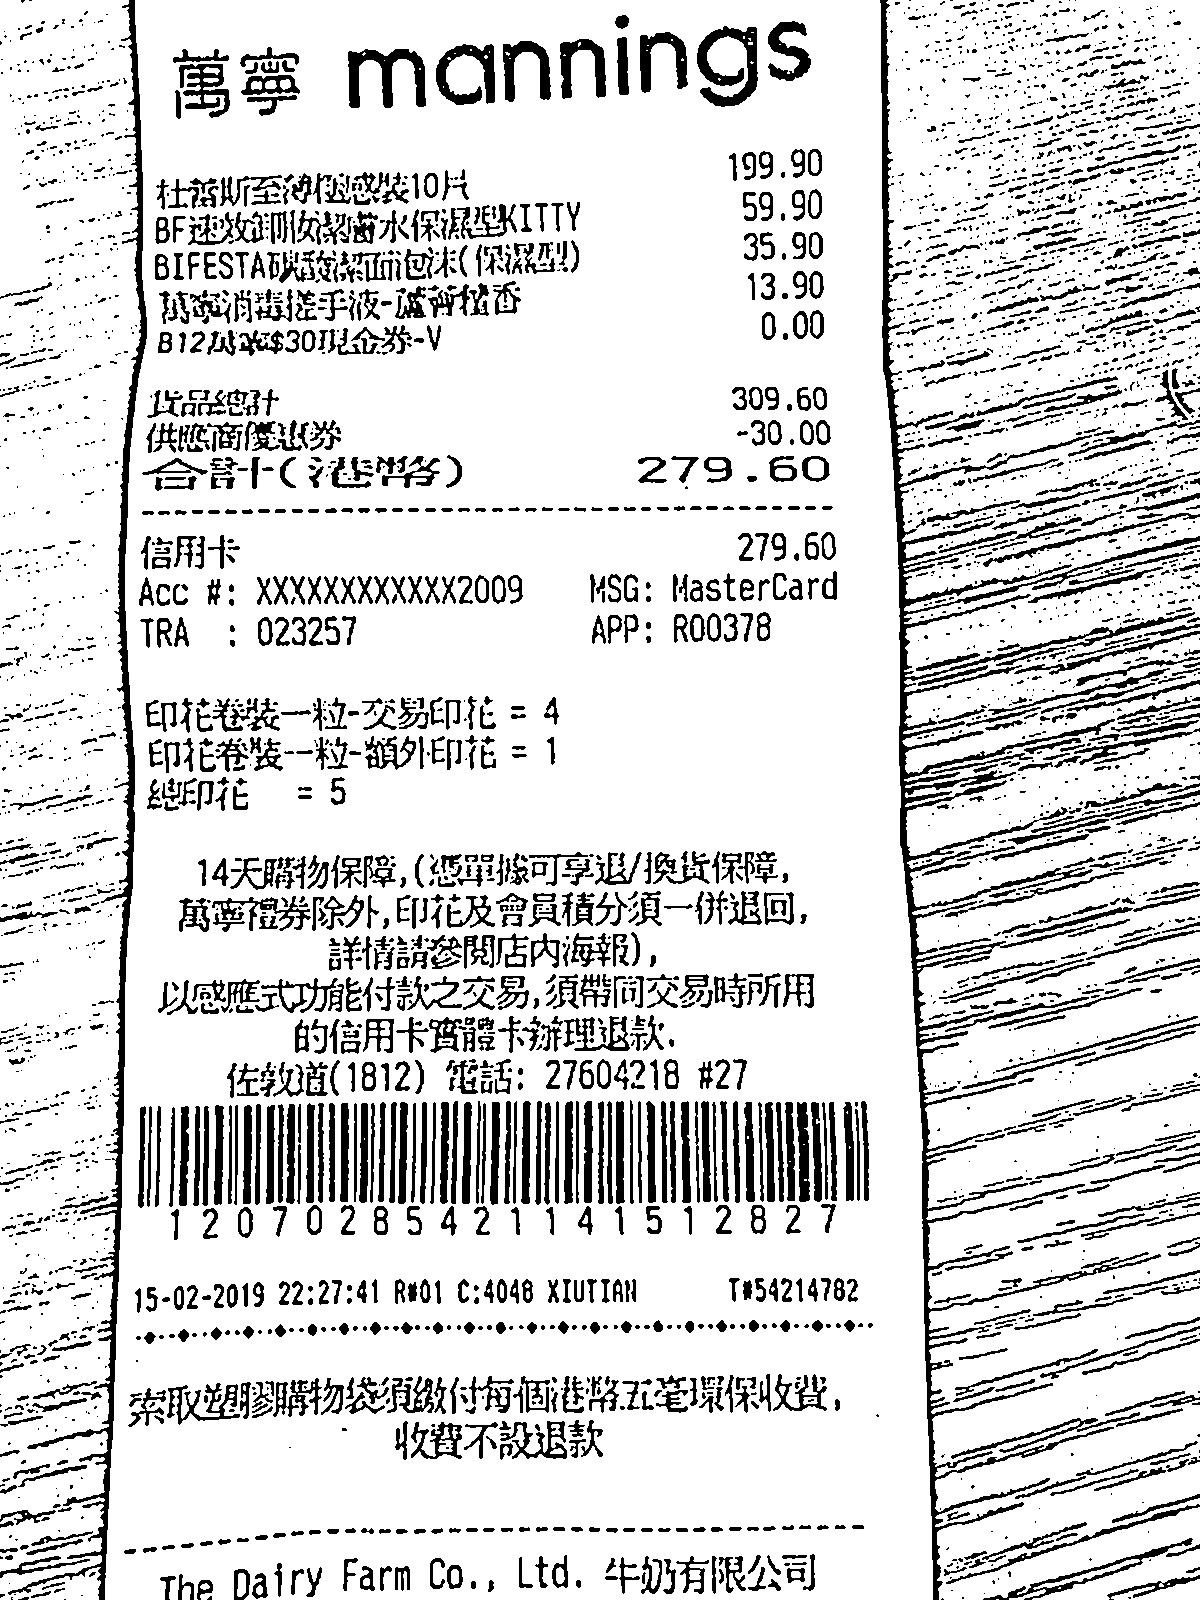 萬寧 mannings
杜蕾斯至薄極感裝10片 199.90
BF速效卸妝潔膚水保濕型KITTY 59.90
BIFESTA碳酸潔面泡沫(保濕型) 35.90
萬寧消毒搓手液-蘆薈檀香 13.90
B12萬寧$30現金券-V 0.00
貨品總計 309.60
供應商優惠券 -30.00
合計(港幣) 279.60
信用卡 279.60
Acc #: XXXXXXXXXXXX2009 MSG: MasterCard
TRA : 023257 APP: R00378
印花卷裝一粒-交易印花 = 4
印花卷裝一粒-額外印花 = 1
總印花 = 5
14天購物保障,(憑單據可享退/換貨保障,
萬寧禮券除外,印花及會員積分須一併退回,
詳情請參閱店內海報),
以感應式功能付款之交易,須帶同交易時所用
的信用卡實體卡辦理退款.
佐敦道(1812) 電話: 27604218 #27
120702854211415128 27
15-02-2019 22:27:41 R#01 C:4048 XIUTIAN T#54214782
索取塑膠購物袋須繳付每個港幣五毫環保收費,
收費不設退款
The Dairy Farm Co., Ltd. 牛奶有限公司